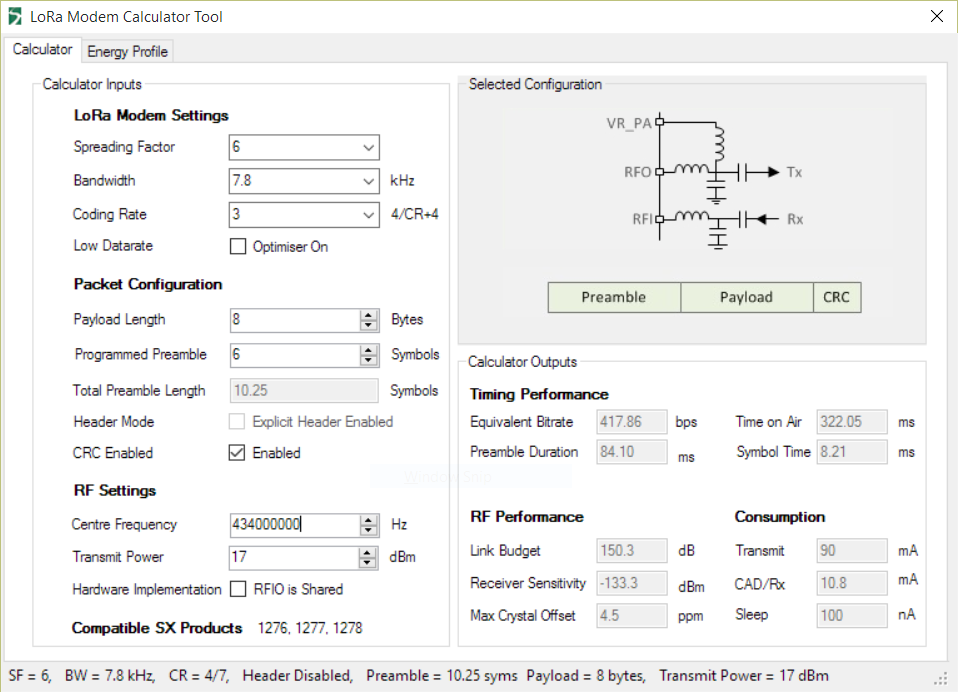 LoRa Modem Calculator Tool
Calculator Energy Profile
Calculator Inputs
LoRa Modem Settings
Spreading Factor 6
Bandwidth 7.8 kHz
Coding Rate 3 4/CR+4
Low Datarate Optimiser On
Packet Configuration
Payload Length 8 Bytes
Programmed Preamble 6 Symbols
Total Preamble Length 10.25 Symbols
Header Mode Explicit Header Enabled
CRC Enabled Enabled
RF Settings
Centre Frequency 434000000 Hz
Transmit Power 17 dBm
Hardware Implementation RFIO is Shared
Compatible SX Products 1276, 1277, 1278
Selected Configuration
VR_PA
RFO Tx
RFI Rx
Preamble Payload CRC
Calculator Outputs
Timing Performance
Equivalent Bitrate 417.86 bps Time on Air 322.05 ms
Preamble Duration 84.10 ms Symbol Time 8.21 ms
RF Performance Consumption
Link Budget 150.3 dB Transmit 90 mA
Receiver Sensitivity -133.3 dBm CAD/Rx 10.8 mA
Max Crystal Offset 4.5 ppm Sleep 100 nA
SF = 6, BW = 7.8 kHz, CR = 4/7, Header Disabled, Preamble = 10.25 syms Payload = 8 bytes, Transmit Power = 17 dBm